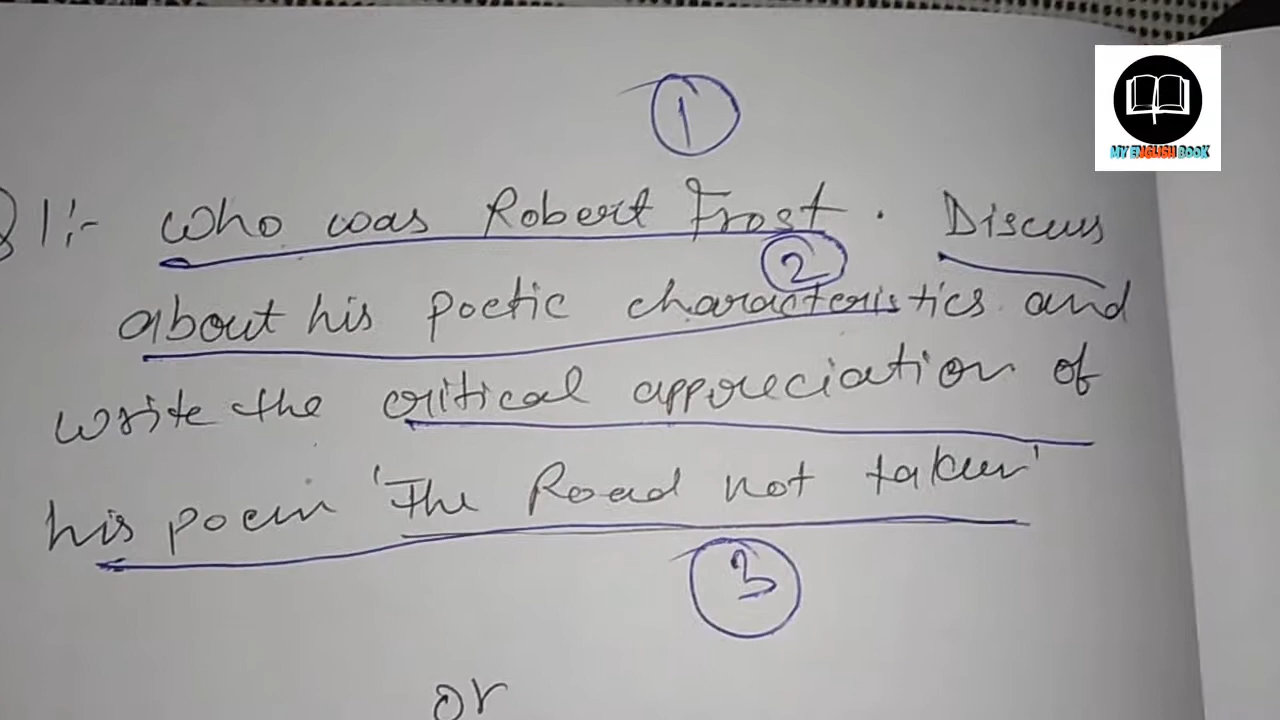 1
Q 1:- Who was Robert Frost. Discuss
2
about his poetic characteristics and
write the critical appreciation of
his poem 'The Road not taken'
3
or
MY ENGLISH BOOK